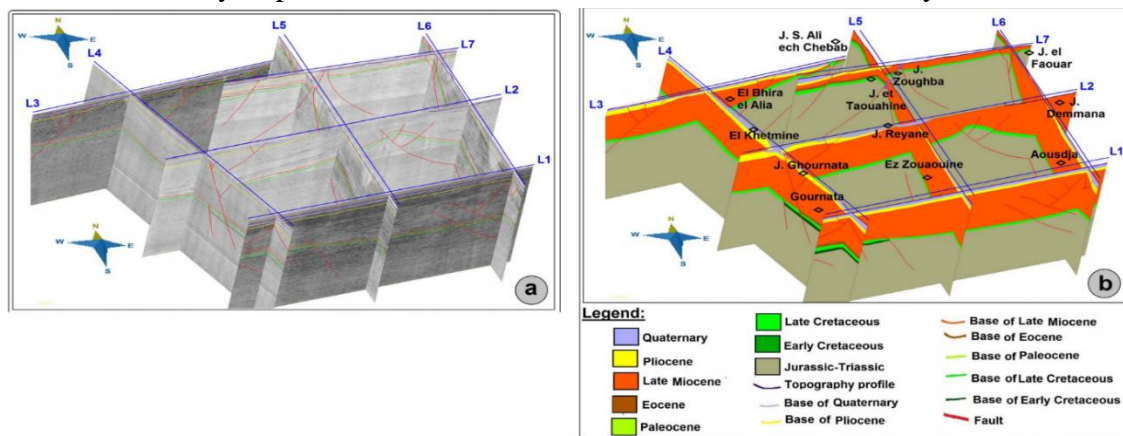 N
W
E
S
L5
L6
L4
L7
L3
L2
L1
N
W
E
S
a
N
W
E
S
J. S. Ali
ech Chebab
L5
L6
L4
L7
J. el
Faouar
J.
Zoughba
L2
L3
El Bhira
el Alia
J. et
Taouahine
J.
Demmana
El Khetmine
J. Reyane
L1
J. Ghournata
Ez Zouaouine
Aousdja
Gournata
N
W
E
S
b
Legend:
Quaternary
Pliocene
Late Miocene
Eocene
Paleocene
Late Cretaceous
Early Cretaceous
Jurassic-Triassic
Topography profile
Base of Quaternary
Base of Pliocene
Base of Late Miocene
Base of Eocene
Base of Paleocene
Base of Late Cretaceous
Base of Early Cretaceous
Fault